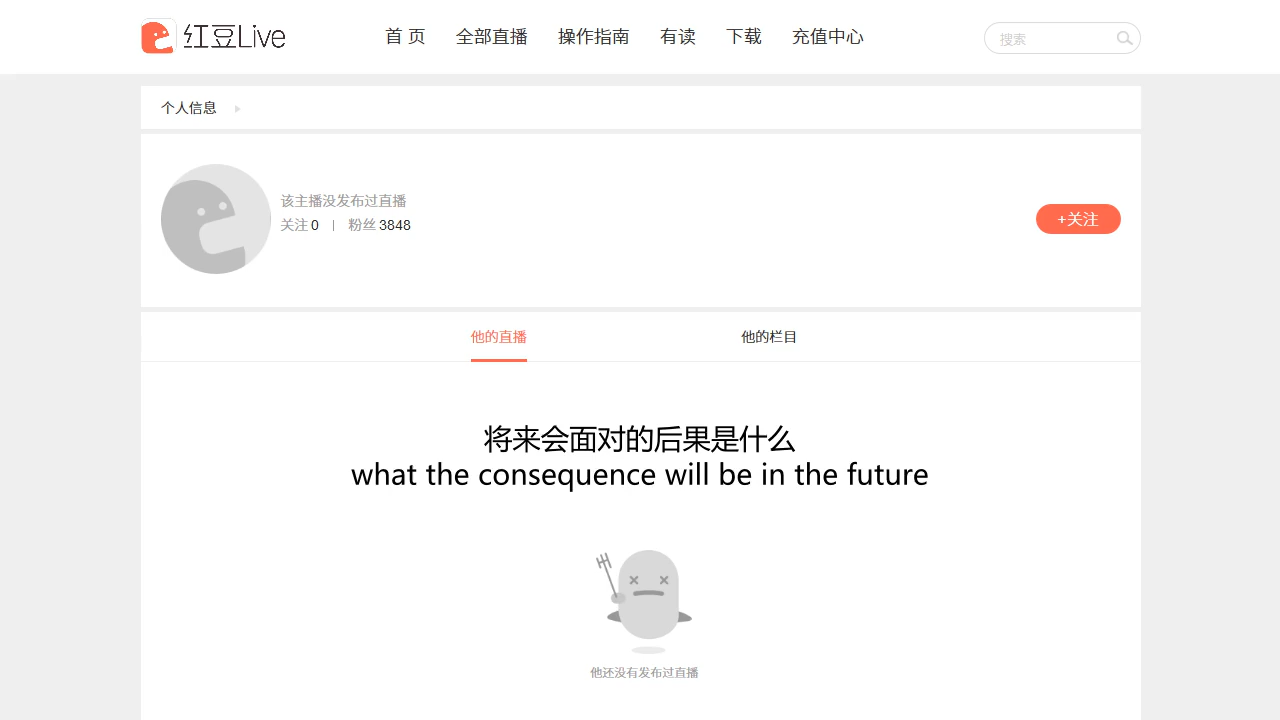 红豆Live
首 页 全部直播 操作指南 有读 下载 充值中心
搜索
个人信息
该主播没发布过直播
关注 0 | 粉丝 3848
+关注
他的直播 他的栏目
将来会面对的后果是什么
what the consequence will be in the future
他还没有发布过直播